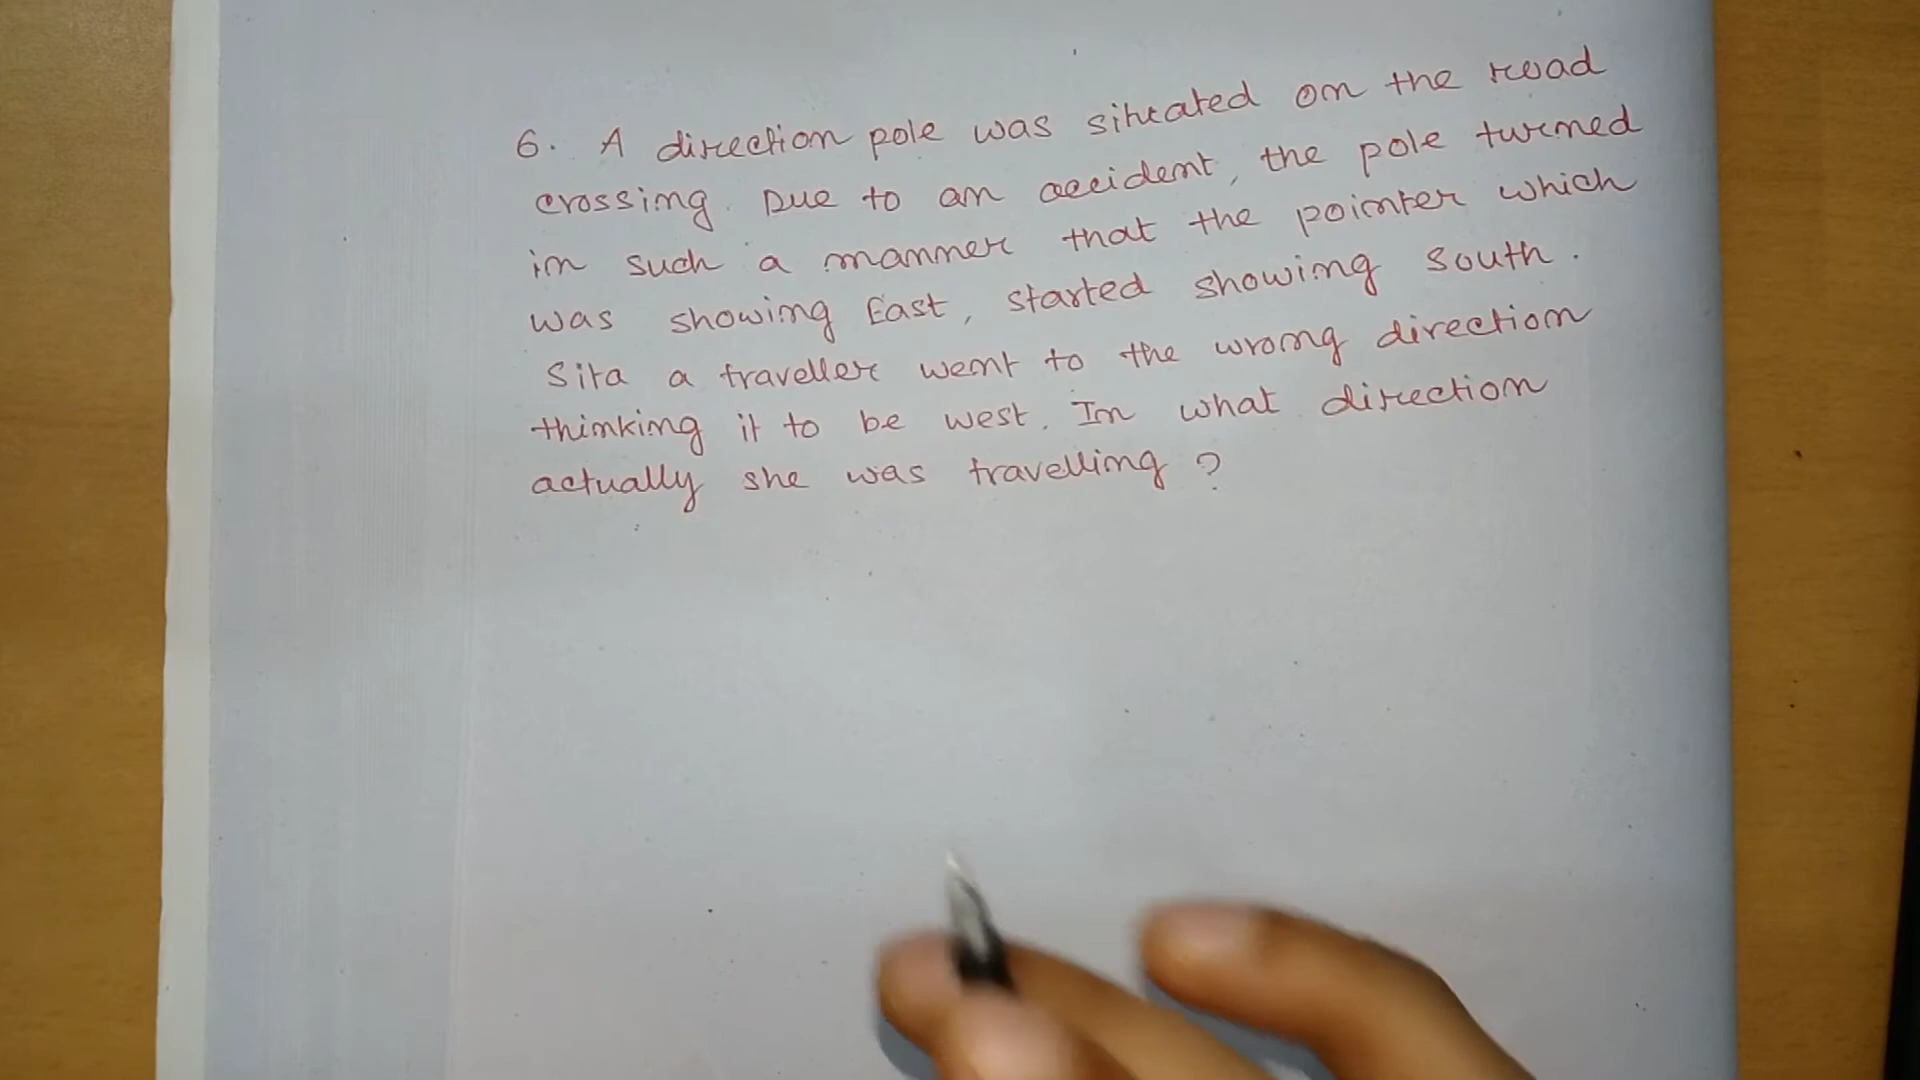 6. A direction pole was situated on the road
crossing. Due to an accident, the pole turned
in such a manner that the pointer which
was showing East, started showing south.
Sita a traveller went to the wrong direction
thinking it to be west. In what direction
actually she was travelling ?